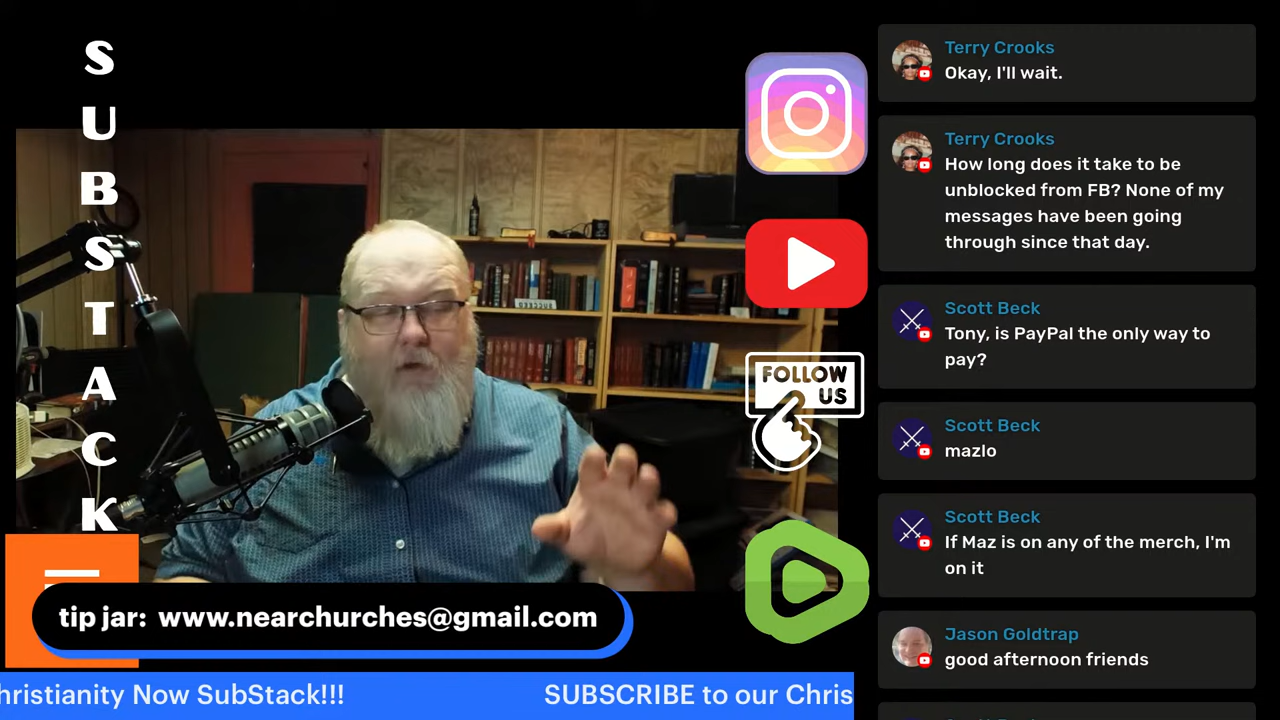 SUBSTACK
SUCCEED
FOLLOW
US
tip jar: www.nearchurches@gmail.com
hristianity Now SubStack!!! SUBSCRIBE to our Chris
Terry Crooks
Okay, I'll wait.
Terry Crooks
How long does it take to be
unblocked from FB? None of my
messages have been going
through since that day.
Scott Beck
Tony, is PayPal the only way to
pay?
Scott Beck
mazlo
Scott Beck
If Maz is on any of the merch, I'm
on it
Jason Goldtrap
good afternoon friends